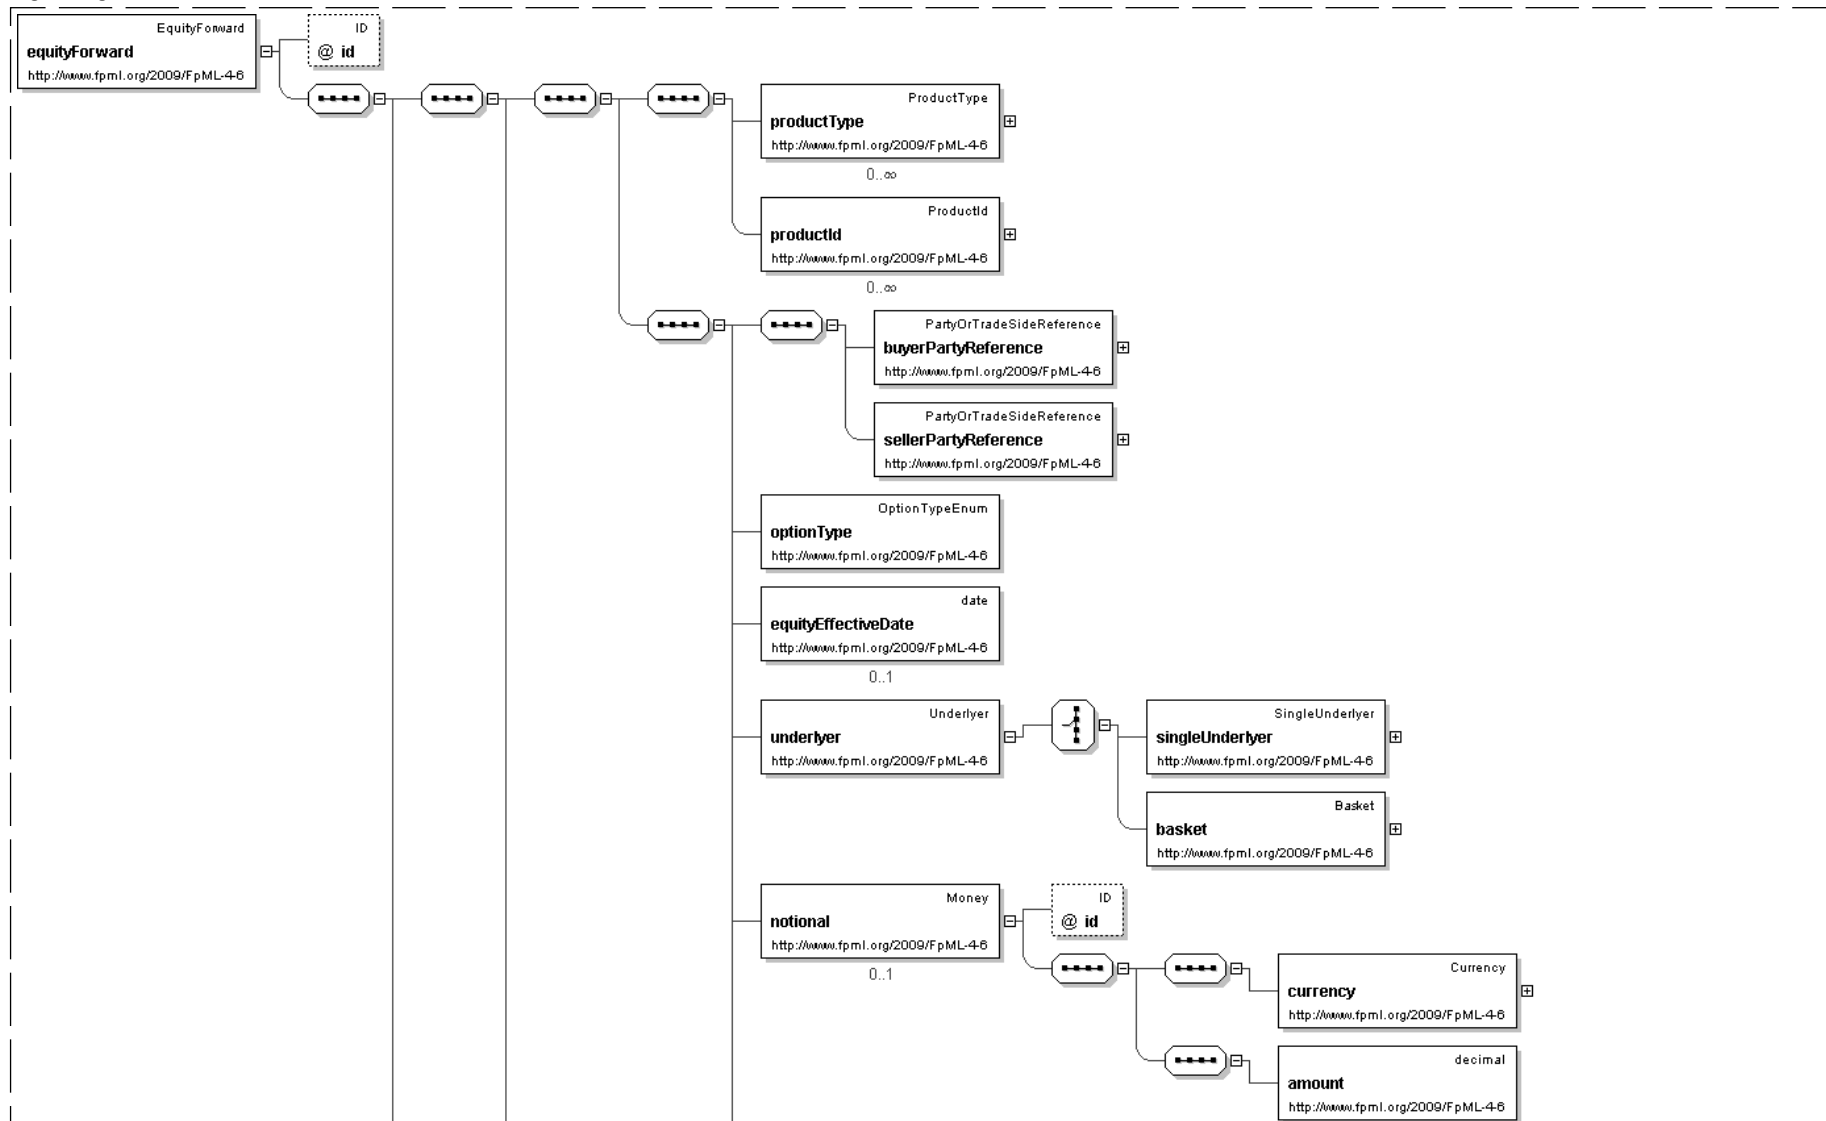 EquityForward
equityForward
http://www.fpml.org/2009/FpML-4-6
ID
@ id
ProductType
productType
http://www.fpml.org/2009/FpML-4-6
0..∞
ProductId
productId
http://www.fpml.org/2009/FpML-4-6
0..∞
PartyOrTradeSideReference
buyerPartyReference
http://www.fpml.org/2009/FpML-4-6
PartyOrTradeSideReference
sellerPartyReference
http://www.fpml.org/2009/FpML-4-6
OptionTypeEnum
optionType
http://www.fpml.org/2009/FpML-4-6
date
equityEffectiveDate
http://www.fpml.org/2009/FpML-4-6
0..1
Underlyer
underlyer
http://www.fpml.org/2009/FpML-4-6
SingleUnderlyer
singleUnderlyer
http://www.fpml.org/2009/FpML-4-6
Basket
basket
http://www.fpml.org/2009/FpML-4-6
Money
notional
http://www.fpml.org/2009/FpML-4-6
0..1
ID
@ id
Currency
currency
http://www.fpml.org/2009/FpML-4-6
decimal
amount
http://www.fpml.org/2009/FpML-4-6